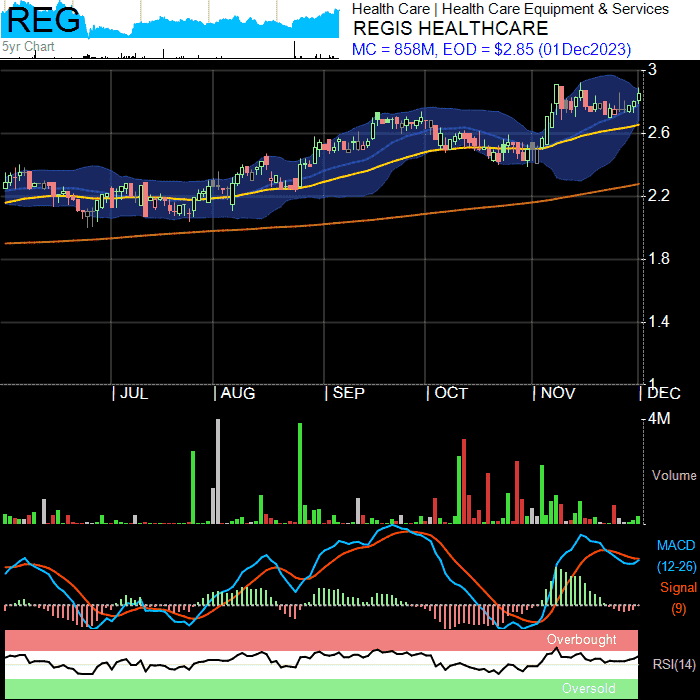 REG
5yr Chart
Health Care | Health Care Equipment & Services
REGIS HEALTHCARE
MC = 858M, EOD = $2.85 (01Dec2023)
3
2.6
2.2
1.8
1.4
1
| JUL | AUG | SEP | OCT | NOV | DEC
4M
Volume
MACD
(12-26)
Signal
(9)
Overbought
RSI(14)
Oversold